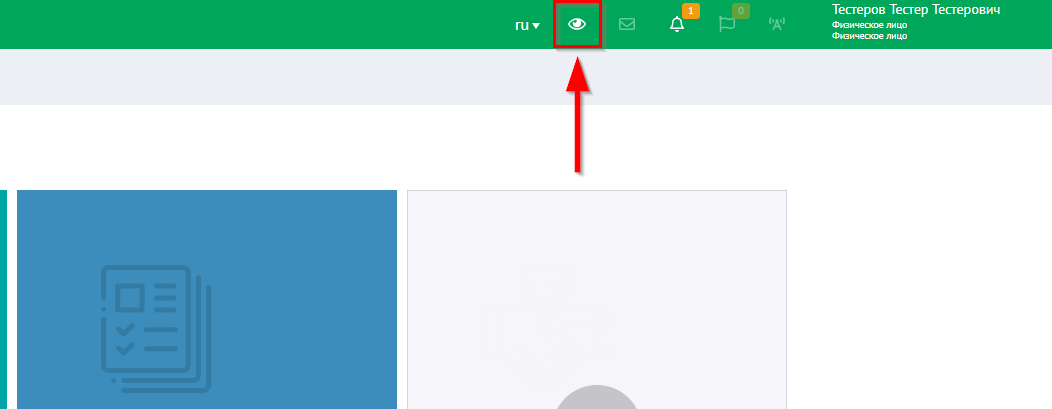 ru
1
0
Тестеров Тестер Тестерович
Физическое лицо
Физическое лицо